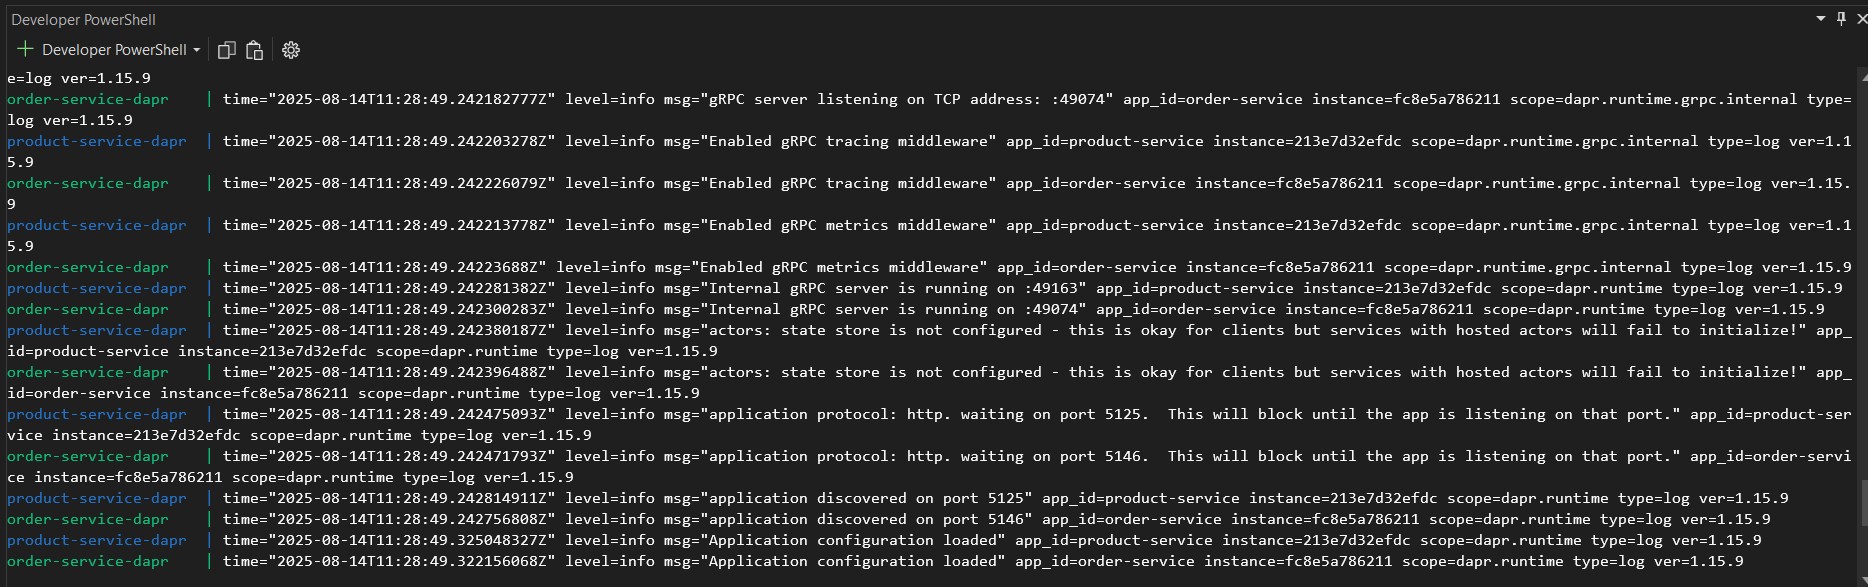 Developer PowerShell
Developer PowerShell
e=log ver=1.15.9
order-service-dapr    | time="2025-08-14T11:28:49.242182777Z" level=info msg="gRPC server listening on TCP address: :49074" app_id=order-service instance=fc8e5a786211 scope=dapr.runtime.grpc.internal type=
log ver=1.15.9
product-service-dapr  | time="2025-08-14T11:28:49.242203278Z" level=info msg="Enabled gRPC tracing middleware" app_id=product-service instance=213e7d32efdc scope=dapr.runtime.grpc.internal type=log ver=1.1
5.9
order-service-dapr    | time="2025-08-14T11:28:49.242226079Z" level=info msg="Enabled gRPC tracing middleware" app_id=order-service instance=fc8e5a786211 scope=dapr.runtime.grpc.internal type=log ver=1.15.
9
product-service-dapr  | time="2025-08-14T11:28:49.242213778Z" level=info msg="Enabled gRPC metrics middleware" app_id=product-service instance=213e7d32efdc scope=dapr.runtime.grpc.internal type=log ver=1.1
5.9
order-service-dapr    | time="2025-08-14T11:28:49.24223688Z" level=info msg="Enabled gRPC metrics middleware" app_id=order-service instance=fc8e5a786211 scope=dapr.runtime.grpc.internal type=log ver=1.15.9
product-service-dapr  | time="2025-08-14T11:28:49.242281382Z" level=info msg="Internal gRPC server is running on :49163" app_id=product-service instance=213e7d32efdc scope=dapr.runtime type=log ver=1.15.9
order-service-dapr    | time="2025-08-14T11:28:49.242300283Z" level=info msg="Internal gRPC server is running on :49074" app_id=order-service instance=fc8e5a786211 scope=dapr.runtime type=log ver=1.15.9
product-service-dapr  | time="2025-08-14T11:28:49.242380187Z" level=info msg="actors: state store is not configured - this is okay for clients but services with hosted actors will fail to initialize!" app_
id=product-service instance=213e7d32efdc scope=dapr.runtime type=log ver=1.15.9
order-service-dapr    | time="2025-08-14T11:28:49.242396488Z" level=info msg="actors: state store is not configured - this is okay for clients but services with hosted actors will fail to initialize!" app_
id=order-service instance=fc8e5a786211 scope=dapr.runtime type=log ver=1.15.9
product-service-dapr  | time="2025-08-14T11:28:49.242475093Z" level=info msg="application protocol: http. waiting on port 5125.  This will block until the app is listening on that port." app_id=product-ser
vice instance=213e7d32efdc scope=dapr.runtime type=log ver=1.15.9
order-service-dapr    | time="2025-08-14T11:28:49.242471793Z" level=info msg="application protocol: http. waiting on port 5146.  This will block until the app is listening on that port." app_id=order-servi
ce instance=fc8e5a786211 scope=dapr.runtime type=log ver=1.15.9
product-service-dapr  | time="2025-08-14T11:28:49.242814911Z" level=info msg="application discovered on port 5125" app_id=product-service instance=213e7d32efdc scope=dapr.runtime type=log ver=1.15.9
order-service-dapr    | time="2025-08-14T11:28:49.242756808Z" level=info msg="application discovered on port 5146" app_id=order-service instance=fc8e5a786211 scope=dapr.runtime type=log ver=1.15.9
product-service-dapr  | time="2025-08-14T11:28:49.325048327Z" level=info msg="Application configuration loaded" app_id=product-service instance=213e7d32efdc scope=dapr.runtime type=log ver=1.15.9
order-service-dapr    | time="2025-08-14T11:28:49.322156068Z" level=info msg="Application configuration loaded" app_id=order-service instance=fc8e5a786211 scope=dapr.runtime type=log ver=1.15.9